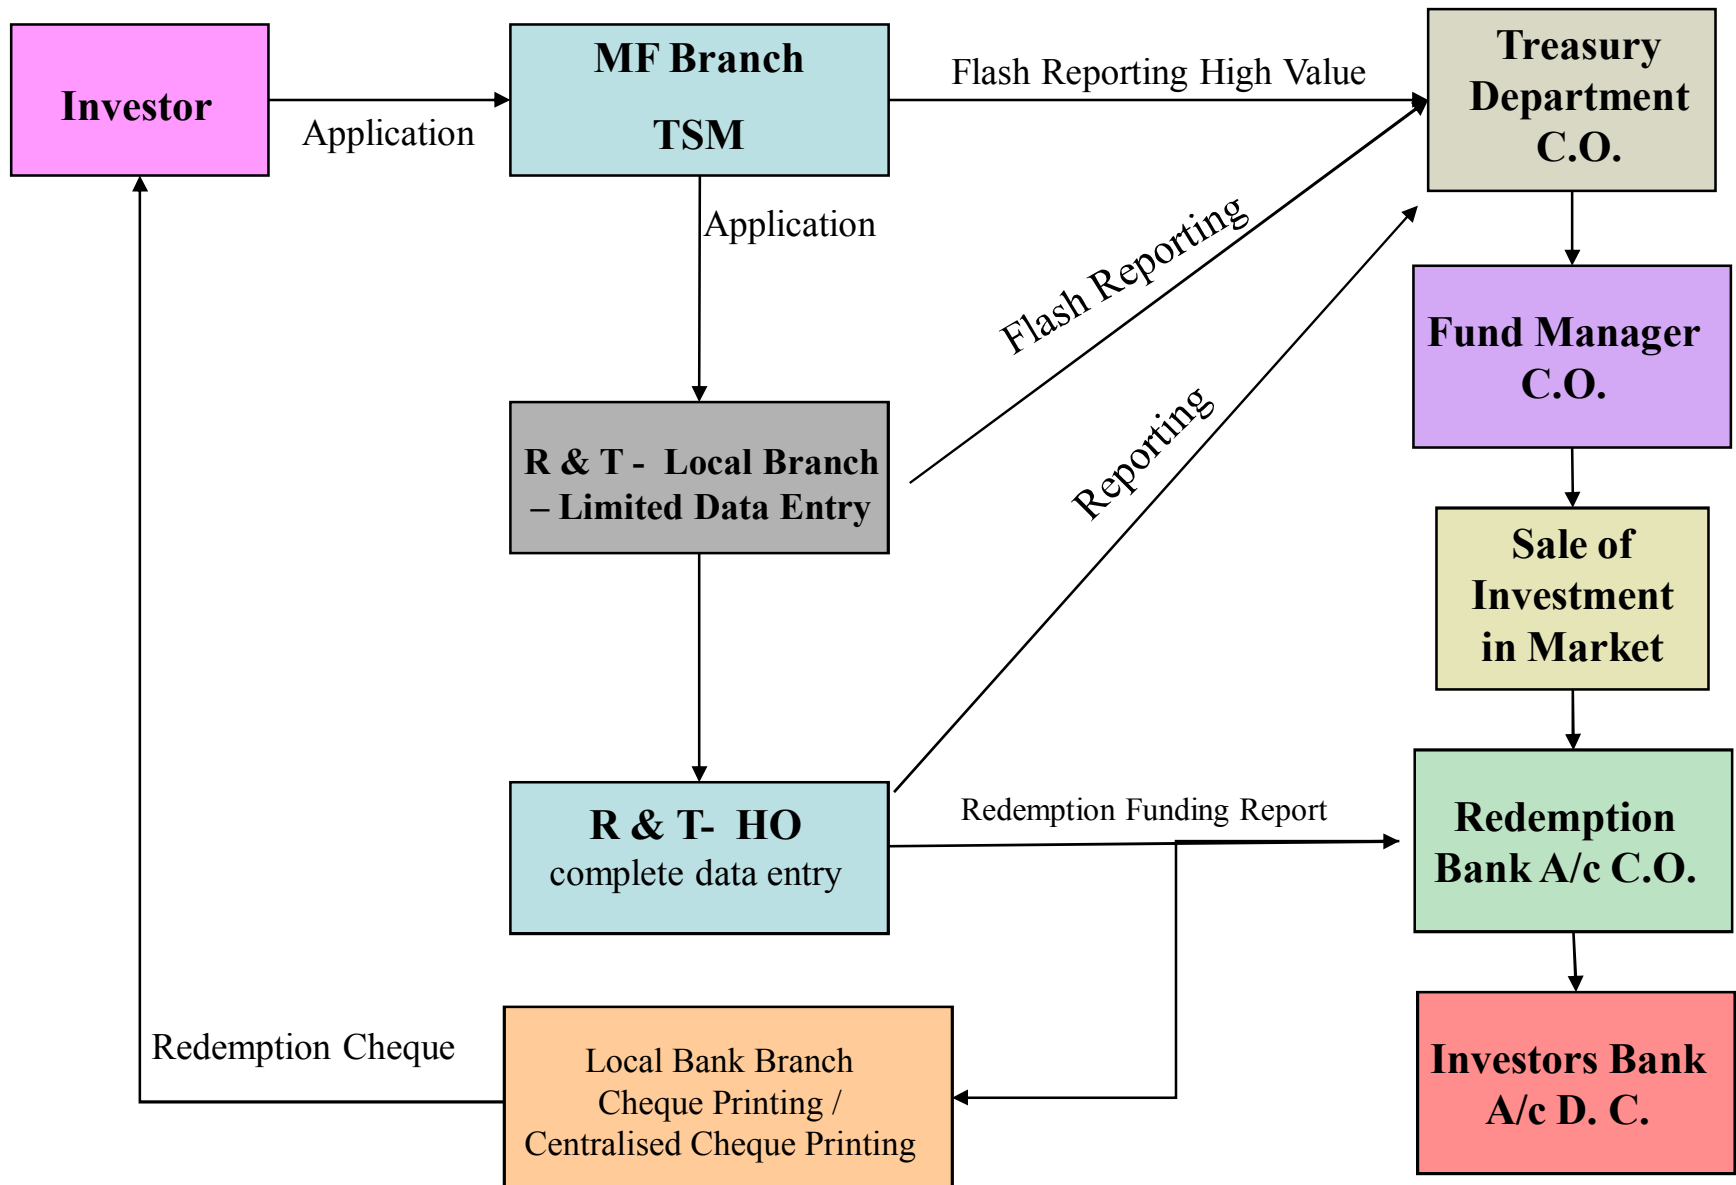 Investor
Application
MF Branch
TSM
Flash Reporting High Value
Treasury
Department
C.O.
Application
Flash Reporting
Fund Manager
C.O.
R & T -  Local Branch
– Limited Data Entry
Reporting
Sale of
Investment
in Market
R & T-  HO
complete data entry
Redemption Funding Report
Redemption
Bank A/c C.O.
Redemption Cheque
Local Bank Branch
Cheque Printing /
Centralised Cheque Printing
Investors Bank
A/c D. C.